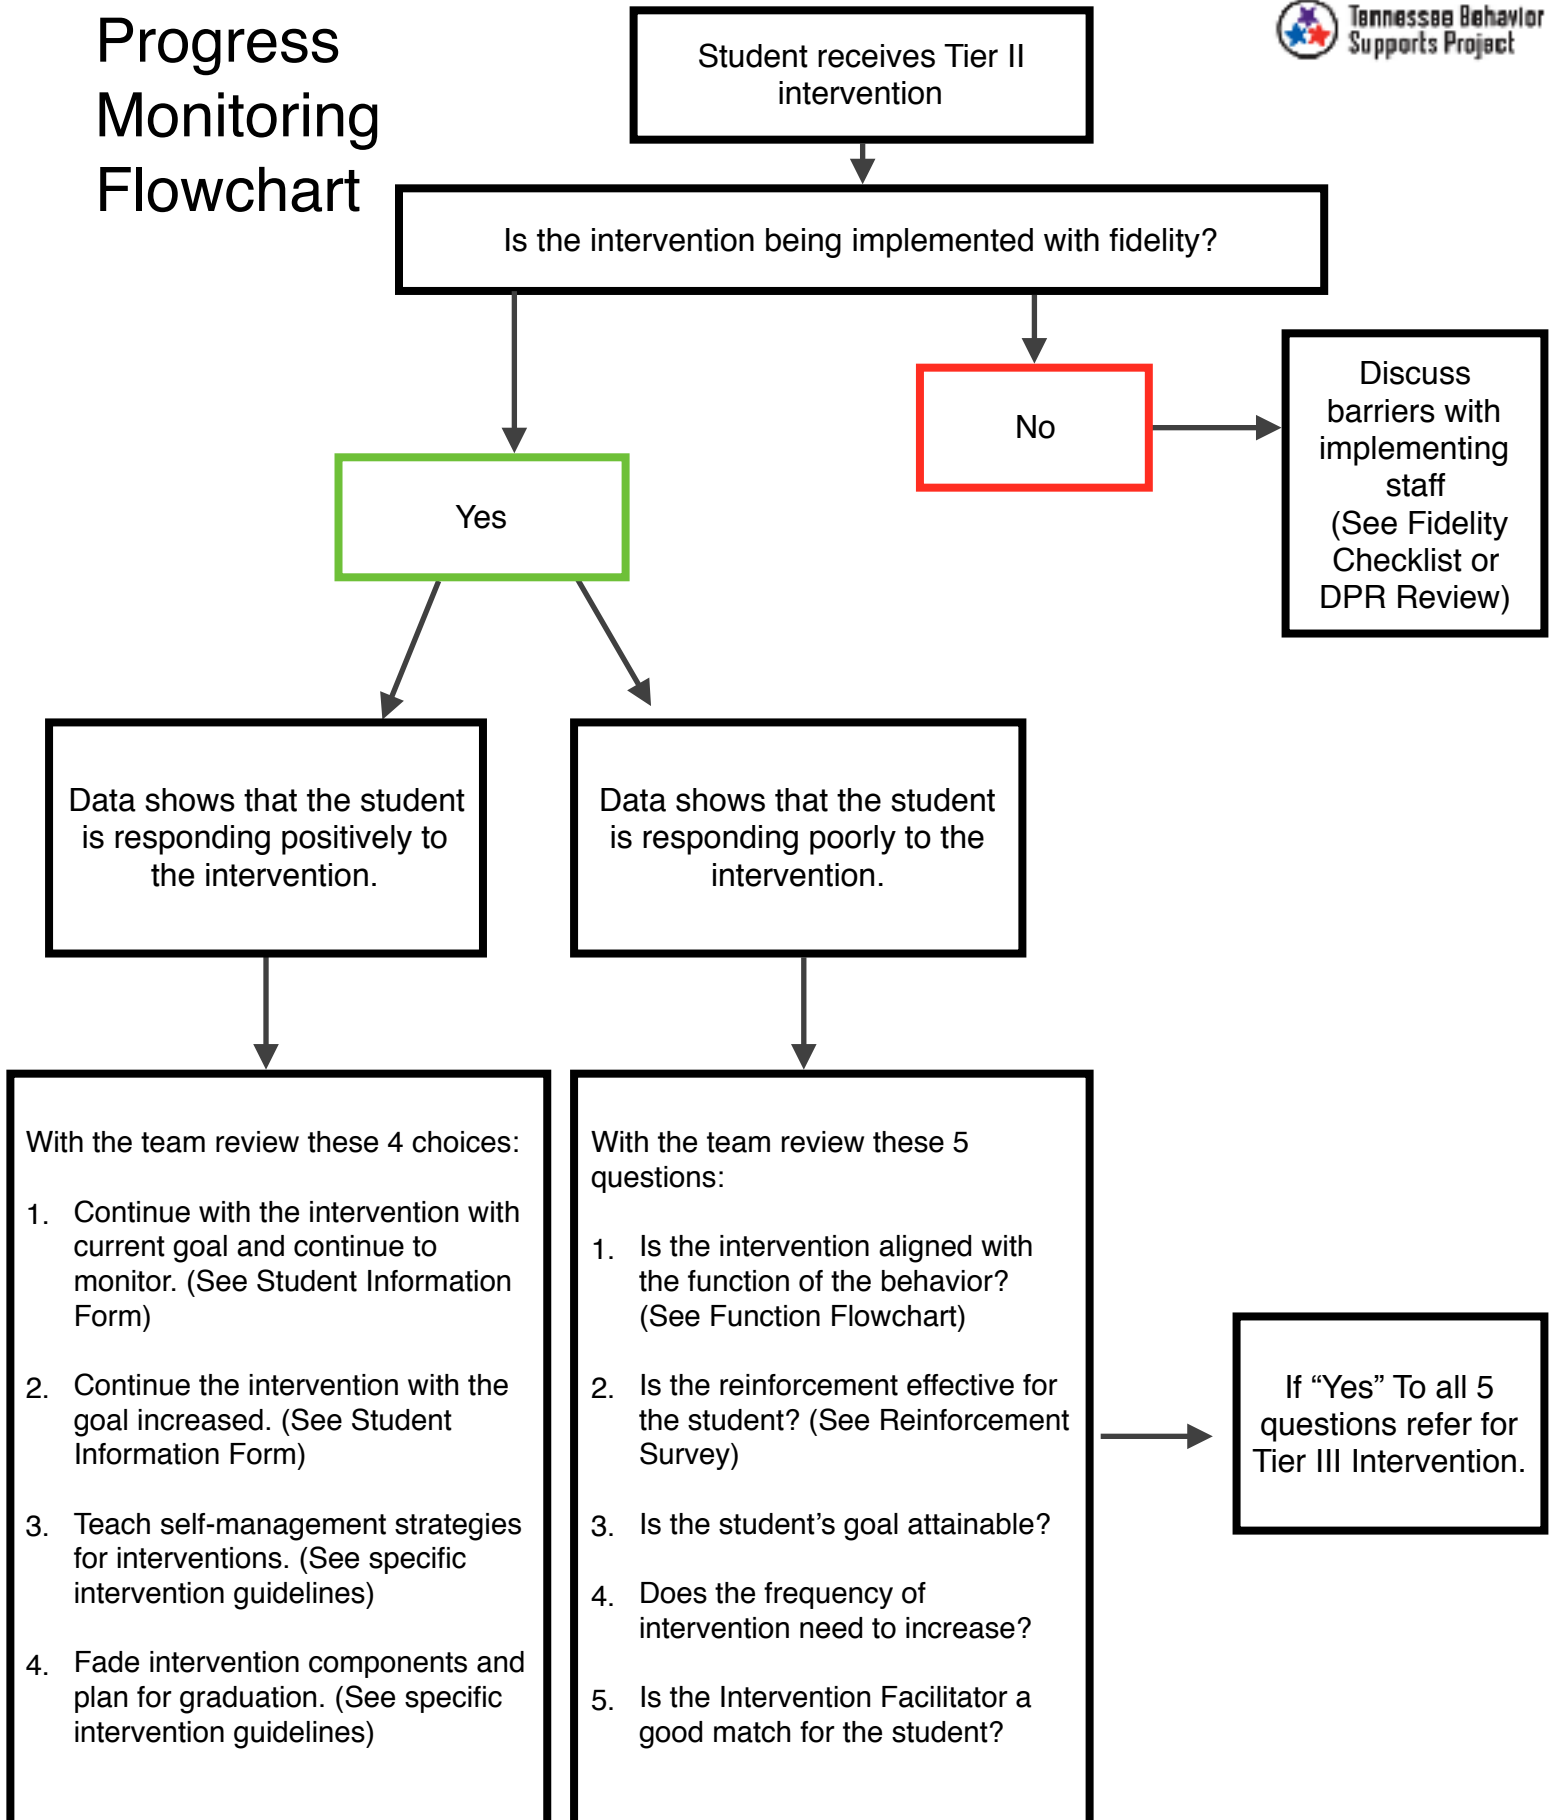 Progress
Monitoring
Flowchart
Tennessee Behavior
Supports Project
Student receives Tier II
intervention
Is the intervention being implemented with fidelity?
No
Discuss
barriers with
implementing
staff
(See Fidelity
Checklist or
DPR Review)
Yes
Data shows that the student
is responding positively to
the intervention.
Data shows that the student
is responding poorly to the
intervention.
With the team review these 4 choices:
1. Continue with the intervention with
current goal and continue to
monitor. (See Student Information
Form)
2. Continue the intervention with the
goal increased. (See Student
Information Form)
3. Teach self-management strategies
for interventions. (See specific
intervention guidelines)
4. Fade intervention components and
plan for graduation. (See specific
intervention guidelines)
With the team review these 5
questions:
1. Is the intervention aligned with
the function of the behavior?
(See Function Flowchart)
2. Is the reinforcement effective for
the student? (See Reinforcement
Survey)
3. Is the student’s goal attainable?
4. Does the frequency of
intervention need to increase?
5. Is the Intervention Facilitator a
good match for the student?
If “Yes” To all 5
questions refer for
Tier III Intervention.